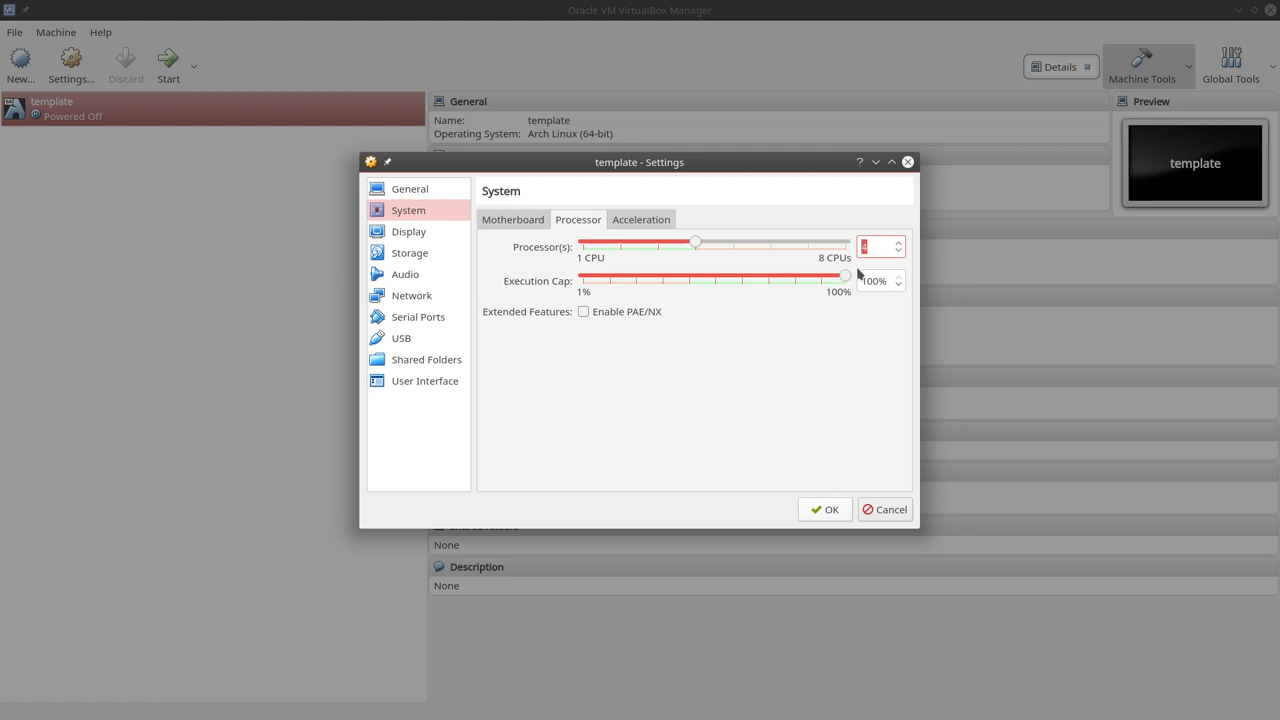 Oracle VM VirtualBox Manager
File Machine Help
New... Settings... Discard Start
Details Machine Tools Global Tools
template
Powered Off
General
Name: template
Operating System: Arch Linux (64-bit)
Preview
template
template - Settings
General
System
Display
Storage
Audio
Network
Serial Ports
USB
Shared Folders
User Interface
System
Motherboard Processor Acceleration
Processor(s): 4
1 CPU 8 CPUs
Execution Cap: 100%
1% 100%
Extended Features: Enable PAE/NX
OK Cancel
None
Description
None